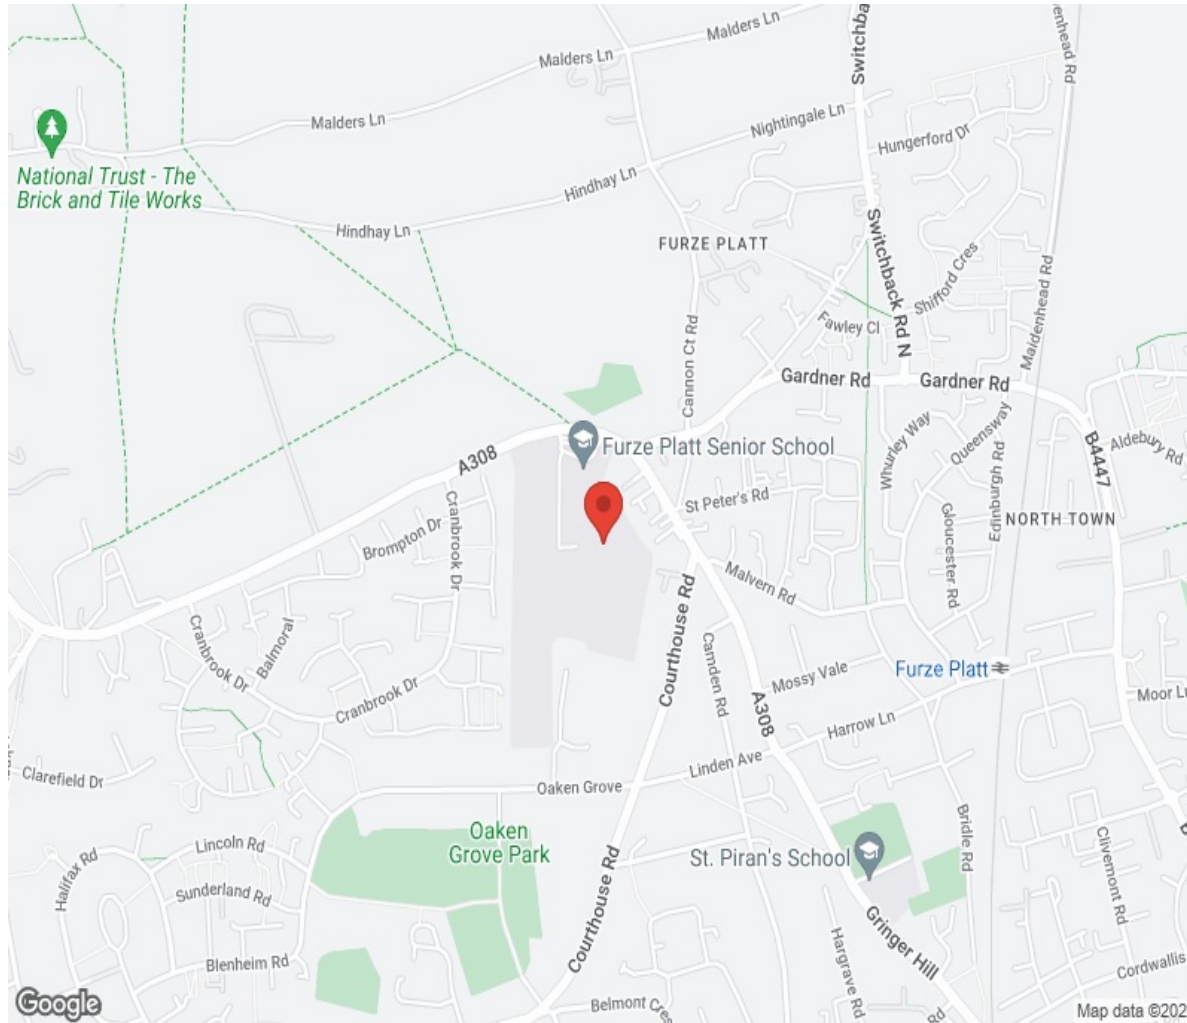 Switchba
enhead Rd
Malders Ln
Malders Ln
Malders Ln
Nightingale Ln
Hungerford Dr
National Trust - The
Brick and Tile Works
Hindhay Ln
Hindhay Ln
FURZE PLATT
Switchback Rd N
Shifford Cres
Fawley Cl
Maidenhead Rd
Cannon Ct Rd
Gardner Rd
Gardner Rd
Whurley Way
Queensway
B4447
Aldebury Rd
A308
Furze Platt Senior School
Cranbrook Dr
St Peter's Rd
Brompton Dr
Edinburgh Rd
Gloucester Rd
NORTH TOWN
Malvern Rd
Courthouse Rd
Camden Rd
Cranbrook Dr
Balmoral
Cranbrook Dr
Mossy Vale
Furze Platt
A308
Harrow Ln
Moor Ln
Linden Ave
Clarefield Dr
Oaken Grove
Oaken
Grove Park
Lincoln Rd
Halifax Rd
Sunderland Rd
St. Piran's School
Bridle Rd
Clivemont Rd
Courthouse Rd
Gringer Hill
Hargrave Rd
Blenheim Rd
Cordwallis
Belmont Cres
Rd
Google
Map data ©202